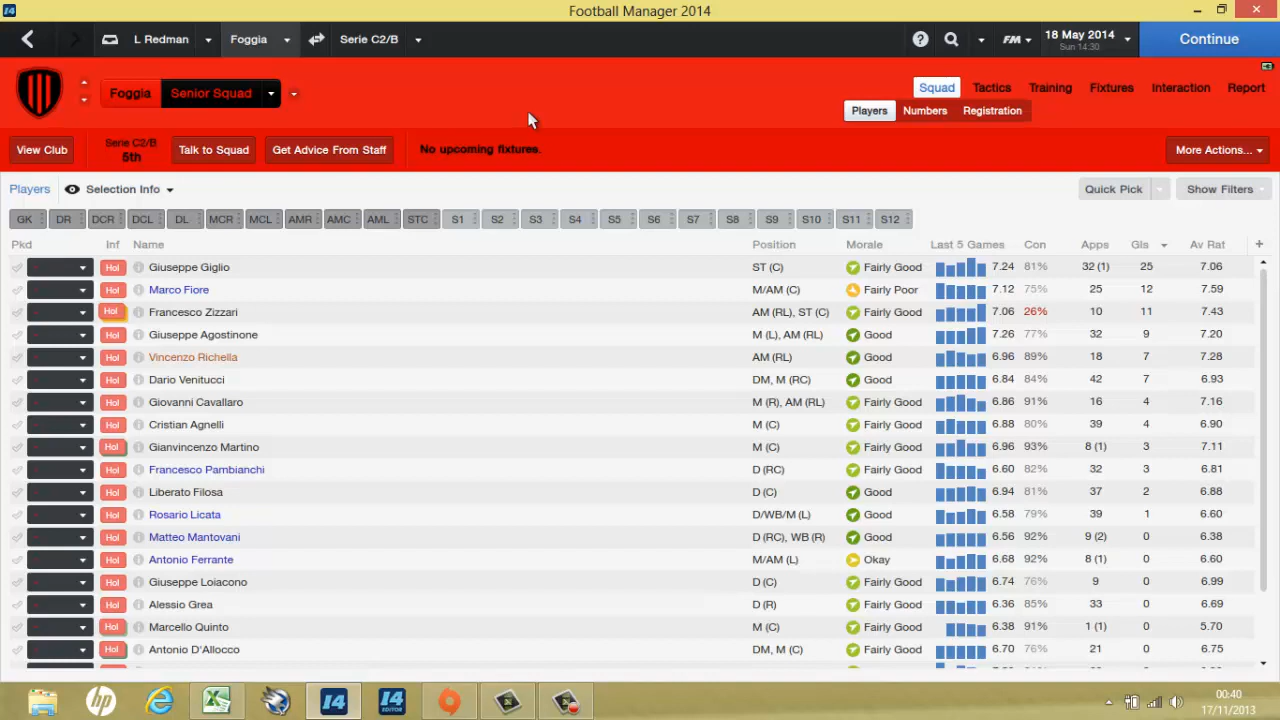 Football Manager 2014
L Redman Foggia Serie C2/B FM 18 May 2014 Sun 14:30 Continue
Foggia Senior Squad
Squad Tactics Training Fixtures Interaction Report
Players Numbers Registration
View Club Serie C2/B 5th Talk to Squad Get Advice From Staff No upcoming fixtures. More Actions...
Players Selection Info Quick Pick Show Filters
GK DR DCR DCL DL MCR MCL AMR AMC AML STC S1 S2 S3 S4 S5 S6 S7 S8 S9 S10 S11 S12
Pkd Inf Name Position Morale Last 5 Games Con Apps Gls Av Rat +
Hol Giuseppe Giglio ST (C) Fairly Good 7.24 81% 32 (1) 25 7.06
Hol Marco Fiore M/AM (C) Fairly Poor 7.12 75% 25 12 7.59
Hol Francesco Zizzari AM (RL), ST (C) Fairly Good 7.06 26% 10 11 7.43
Hol Giuseppe Agostinone M (L), AM (RL) Good 7.26 77% 32 9 7.20
Hol Vincenzo Richella AM (RL) Good 6.96 89% 18 7 7.28
Hol Dario Venitucci DM, M (RC) Good 6.84 84% 42 7 6.93
Hol Giovanni Cavallaro M (R), AM (RL) Fairly Good 6.86 91% 16 4 7.16
Hol Cristian Agnelli M (C) Fairly Good 6.88 80% 39 4 6.90
Hol Gianvincenzo Martino M (C) Fairly Good 6.96 93% 8 (1) 3 7.11
Hol Francesco Pambianchi D (RC) Fairly Good 6.60 82% 32 3 6.81
Hol Liberato Filosa D (C) Good 6.94 81% 37 2 6.88
Hol Rosario Licata D/WB/M (L) Good 6.58 79% 39 1 6.60
Hol Matteo Mantovani D (RC), WB (R) Good 6.56 92% 9 (2) 0 6.38
Hol Antonio Ferrante M/AM (L) Okay 6.68 92% 8 (1) 0 6.60
Hol Giuseppe Loiacono D (C) Fairly Good 6.74 76% 9 0 6.99
Hol Alessio Grea D (R) Fairly Good 6.36 85% 33 0 6.69
Hol Marcello Quinto M (C) Fairly Good 6.38 91% 1 (1) 0 5.70
Hol Antonio D'Allocco DM, M (C) Fairly Good 6.70 76% 21 0 6.75
00:40
17/11/2013